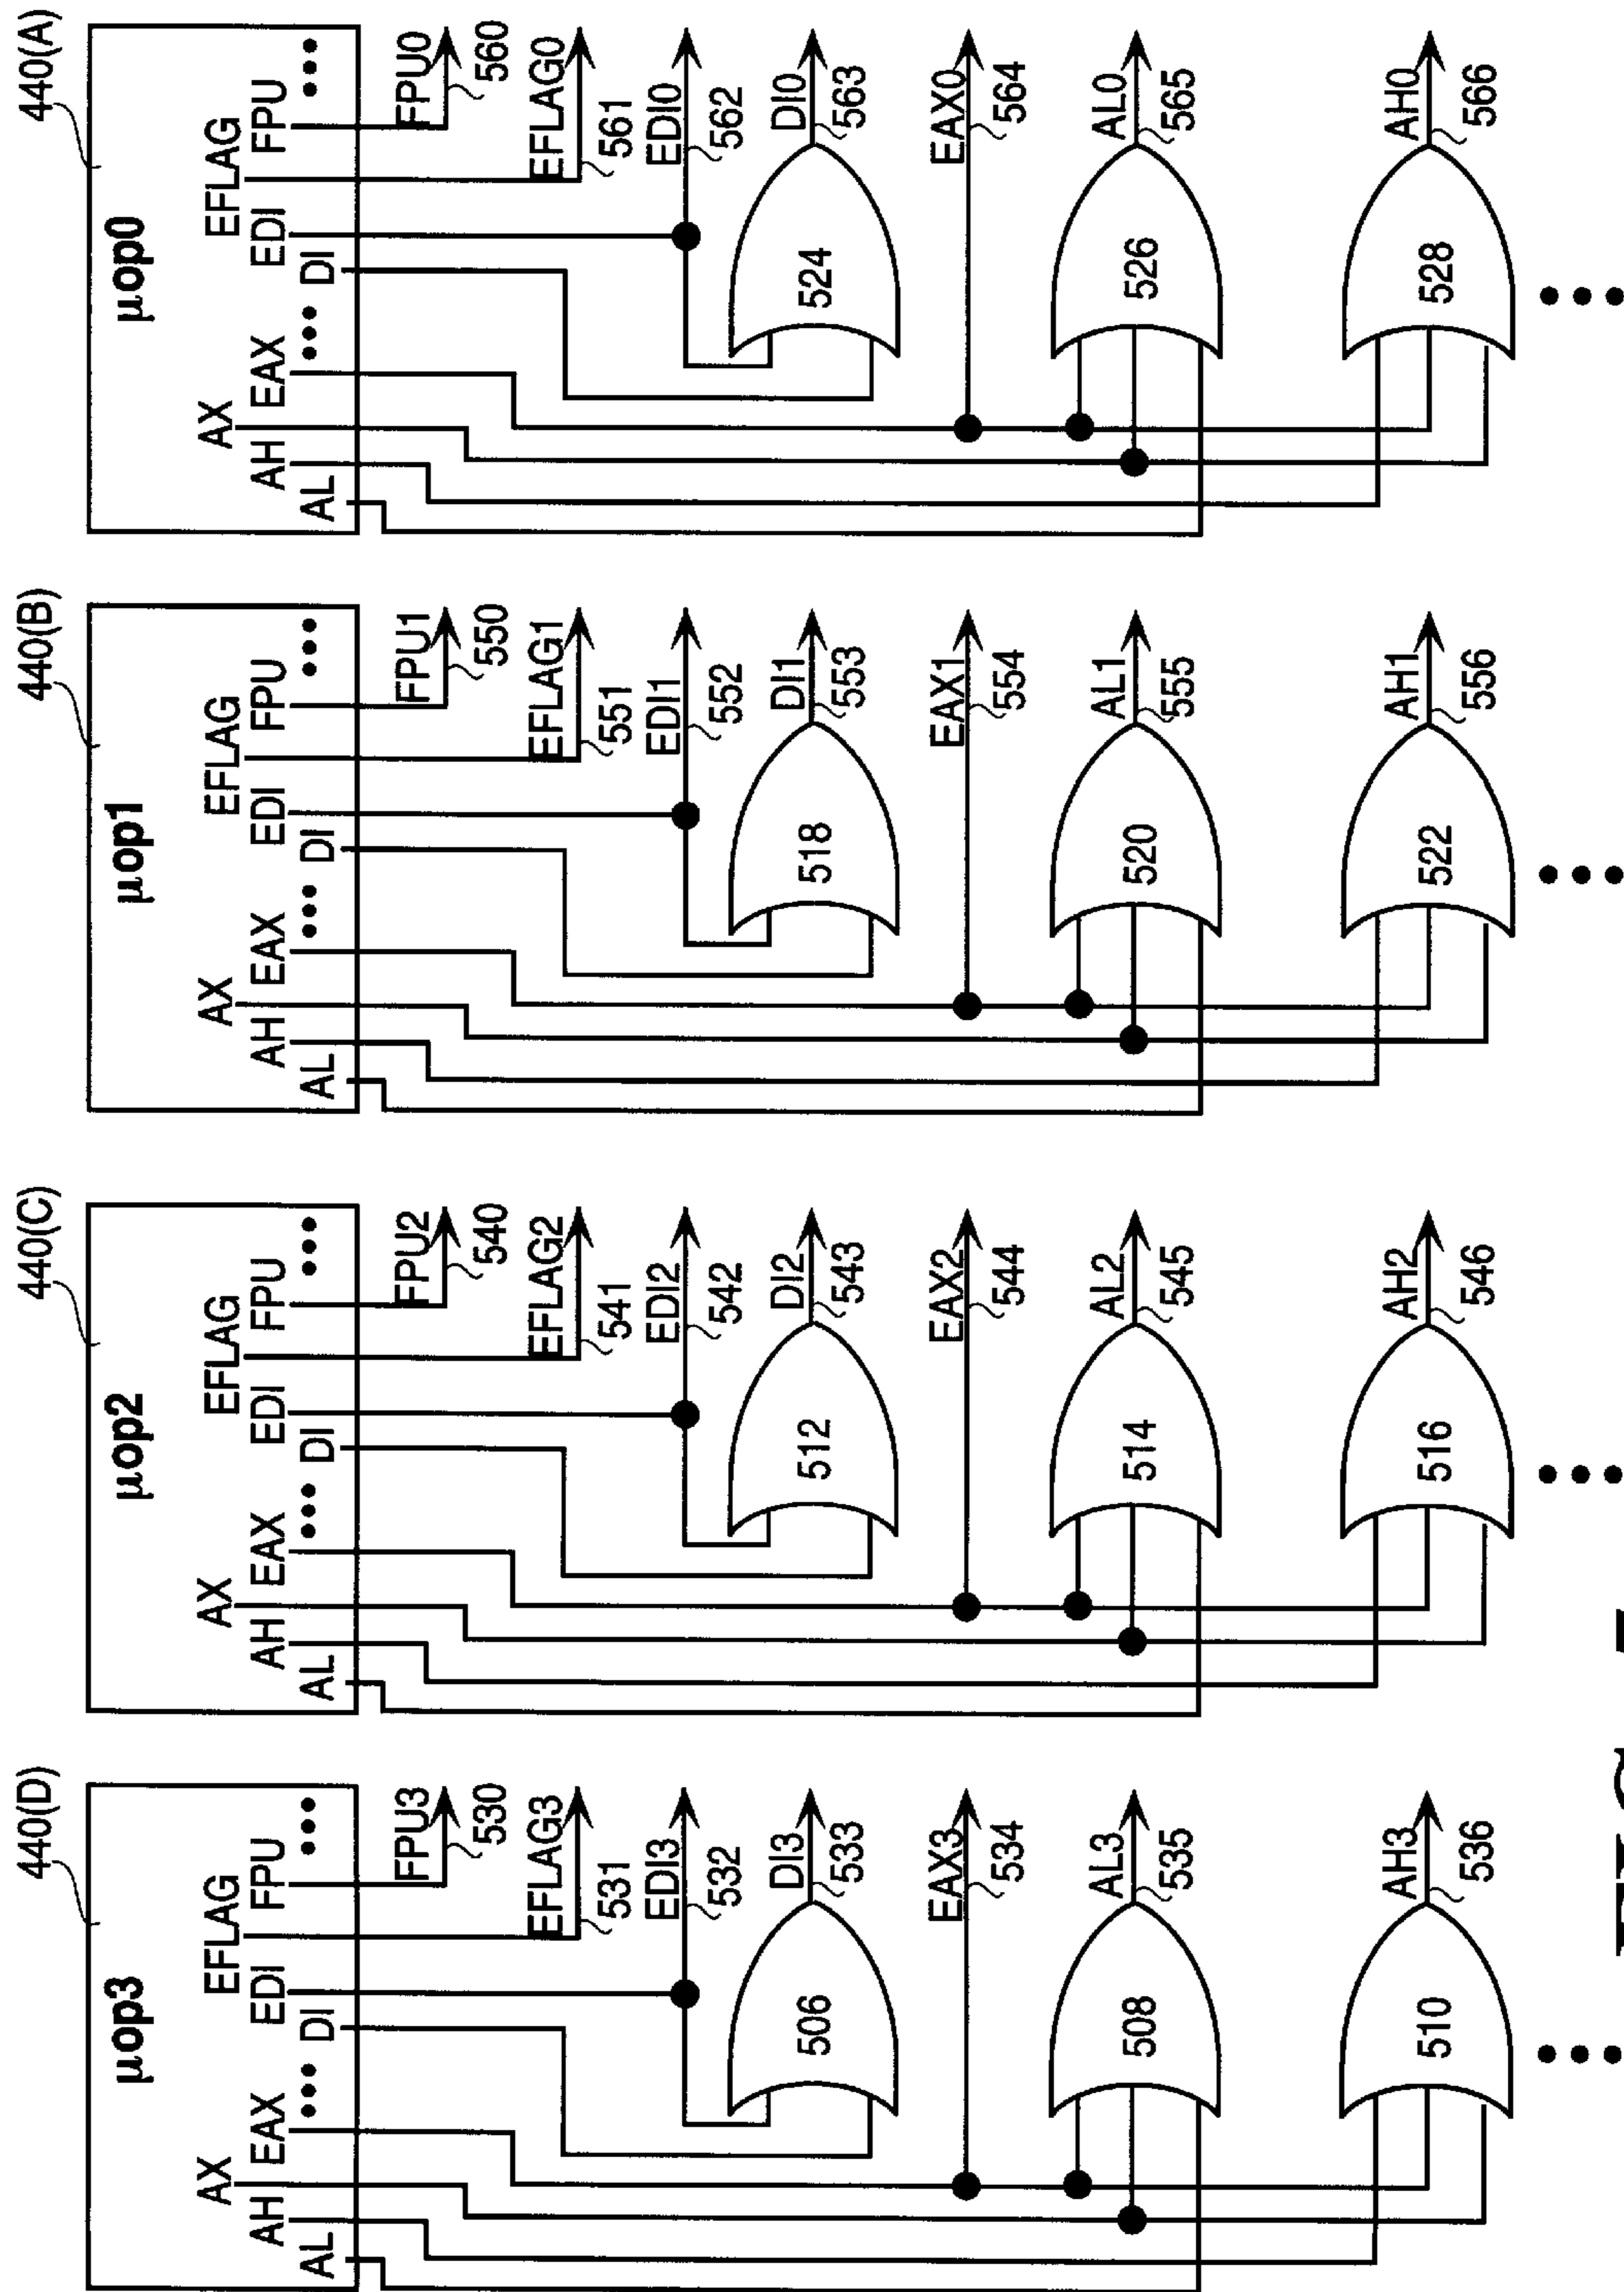 440(D)
μop3
AL
AH
AX
EAX
•••
DI
EDI
EFLAG
FPU
•••
FPU3
530
EFLAG3
531
EDI3
532
506
DI3
533
EAX3
534
508
AL3
535
510
AH3
536
440(C)
μop2
AL
AH
AX
EAX
•••
DI
EDI
EFLAG
FPU
•••
FPU2
540
EFLAG2
541
EDI2
542
512
DI2
543
EAX2
544
514
AL2
545
516
AH2
546
440(B)
μop1
AL
AH
AX
EAX
•••
DI
EDI
EFLAG
FPU
•••
FPU1
550
EFLAG1
551
EDI1
552
518
DI1
553
EAX1
554
520
AL1
555
522
AH1
556
440(A)
μop0
AL
AH
AX
EAX
•••
DI
EDI
EFLAG
FPU
•••
FPU0
560
EFLAG0
561
EDI0
562
524
DI0
563
EAX0
564
526
AL0
565
528
AH0
566